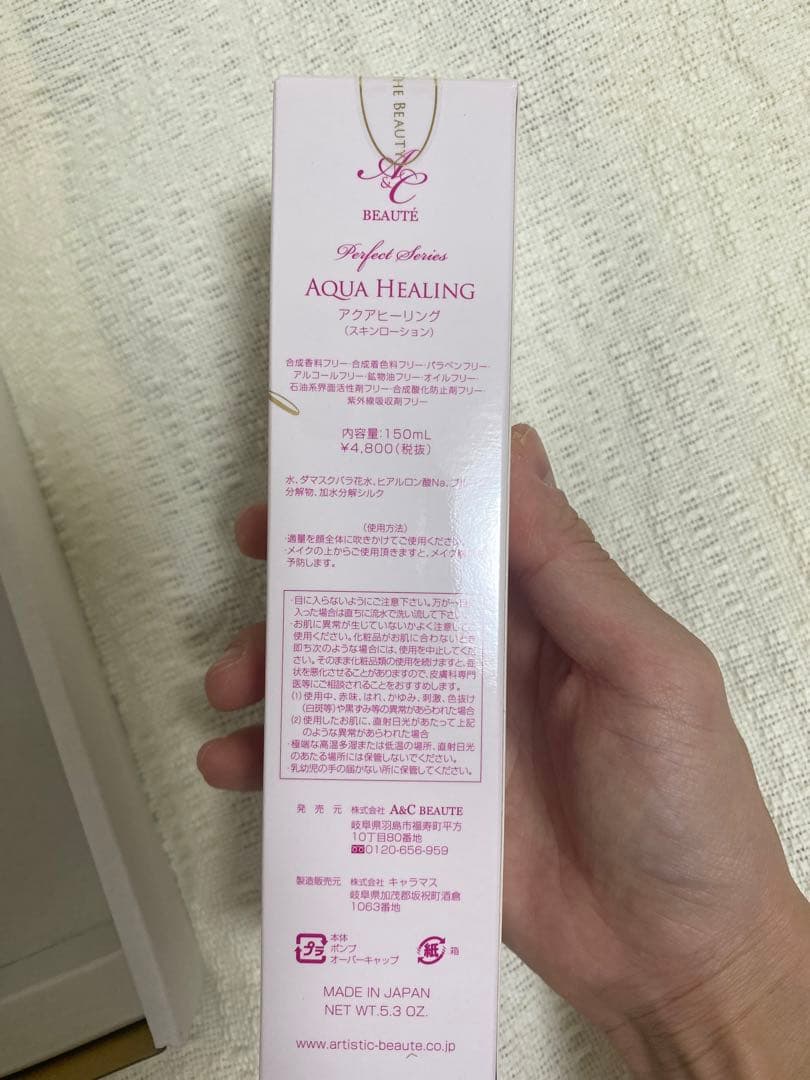 THE BEAUTY
A&C
BEAUTÉ
Perfect Series
AQUA HEALING
アクアヒーリング
(スキンローション)
合成香料フリー・合成着色料フリー・パラベンフリー・
アルコールフリー・鉱物油フリー・オイルフリー・
石油系界面活性剤フリー・合成酸化防止剤フリー・
紫外線吸収剤フリー
内容量:150mL
¥4,800(税抜)
水、ダマスクバラ花水、ヒアルロン酸Na、
分解物、加水分解シルク
〈使用方法〉
・適量を顔全体に吹きかけてご使用ください。
・メイクの上からご使用頂きますと、メイク
予防します。
・目に入らないようにご注意下さい。万が一目に
入った場合は直ちに流水で洗い流して下さい。
・お肌に異常が生じていないかよく注意して
使用ください。化粧品がお肌に合わないとき
即ち次のような場合には、使用を中止してくだ
さい。そのまま化粧品類の使用を続けますと、症
状を悪化させることがありますので、皮膚科専門
医等にご相談されることをおすすめします。
(1)使用中、赤味、はれ、かゆみ、刺激、色抜け
(白斑等)や黒ずみ等の異常があらわれた場合
(2)使用したお肌に、直射日光があたって上記
のような異常があらわれた場合
・極端な高温多湿または低温の場所、直射日光
のあたる場所には保管しないでください。
・乳幼児の手の届かない所に保管してください。
発売元 株式会社 A&C BEAUTE
岐阜県羽島市福寿町平方
10丁目80番地
0120-656-959
製造販売元 株式会社 キャラマス
岐阜県加茂郡坂祝町酒倉
1063番地
プラ 本体
ポンプ
オーバーキャップ
紙 箱
MADE IN JAPAN
NET WT.5.3 OZ.
www.artistic-beaute.co.jp